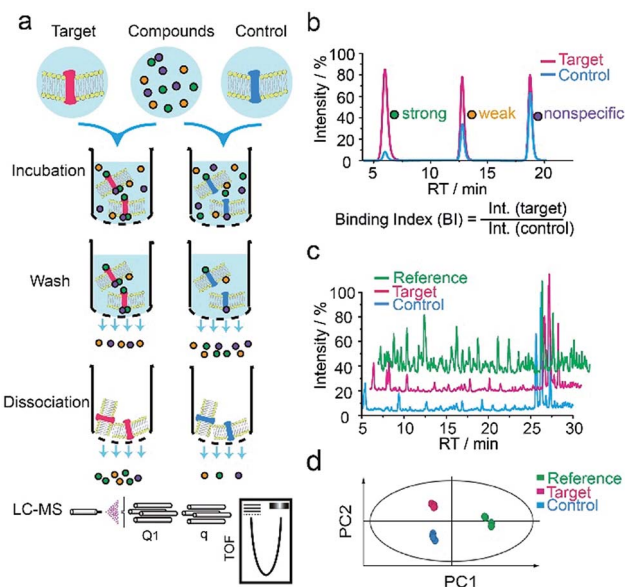 a
Target
Compounds
Control
Incubation
Wash
Dissociation
LC-MS
Q1
q
TOF
b
Intensity / %
100
80
60
40
20
0
Target
Control
strong
weak
nonspecific
5
10
15
20
RT / min
Binding Index (BI) = Int. (target)
Int. (control)
c
Reference
Target
Control
Intensity / %
100
80
60
40
20
0
5
10
15
20
25
30
RT / min
d
Reference
Target
Control
PC2
PC1